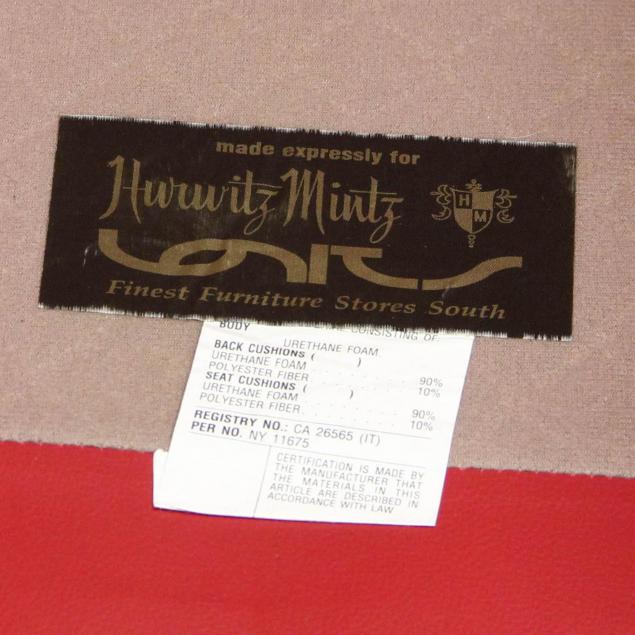 made expressly for
Hurwitz Mintz
H M
Finest Furniture Stores South
CONSISTING OF:
BODY
URETHANE FOAM
BACK CUSHIONS ( )
URETHANE FOAM 90%
POLYESTER FIBER 10%
SEAT CUSHIONS ( )
URETHANE FOAM 90%
POLYESTER FIBER 10%
REGISTRY NO.: CA 26565 (IT)
PER NO. NY 11675
CERTIFICATION IS MADE BY
THE MANUFACTURER THAT
THE MATERIALS IN THIS
ARTICLE ARE DESCRIBED IN
ACCORDANCE WITH LAW